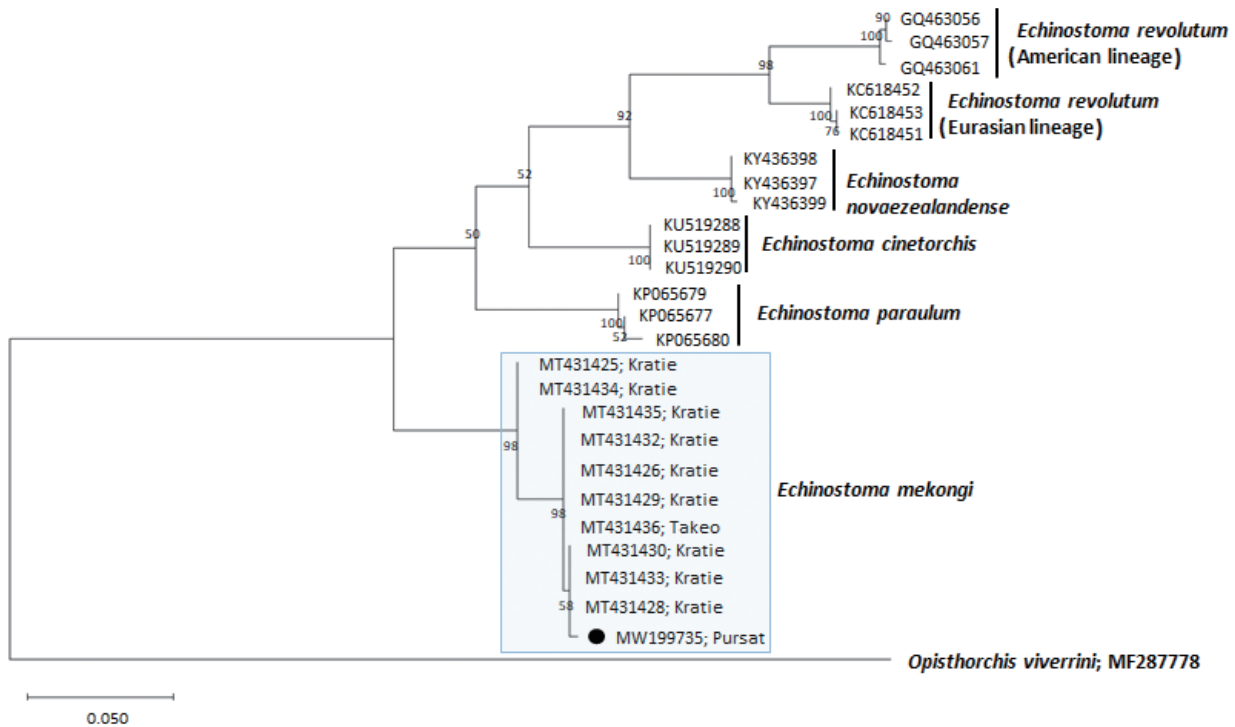 90
GQ463056
100
GQ463057
GQ463061
Echinostoma revolutum
(American lineage)
98
KC618452
100
KC618453
76
KC618451
Echinostoma revolutum
(Eurasian lineage)
92
KY436398
KY436397
100
KY436399
Echinostoma
novaezealandense
52
KU519288
KU519289
100
KU519290
Echinostoma cinetorchis
50
KP065679
KP065677
100
52
KP065680
Echinostoma paraulum
MT431425; Kratie
MT431434; Kratie
98
MT431435; Kratie
MT431432; Kratie
MT431426; Kratie
MT431429; Kratie
98
MT431436; Takeo
MT431430; Kratie
MT431433; Kratie
58
MT431428; Kratie
MW199735; Pursat
Echinostoma mekongi
Opisthorchis viverrini; MF287778
0.050